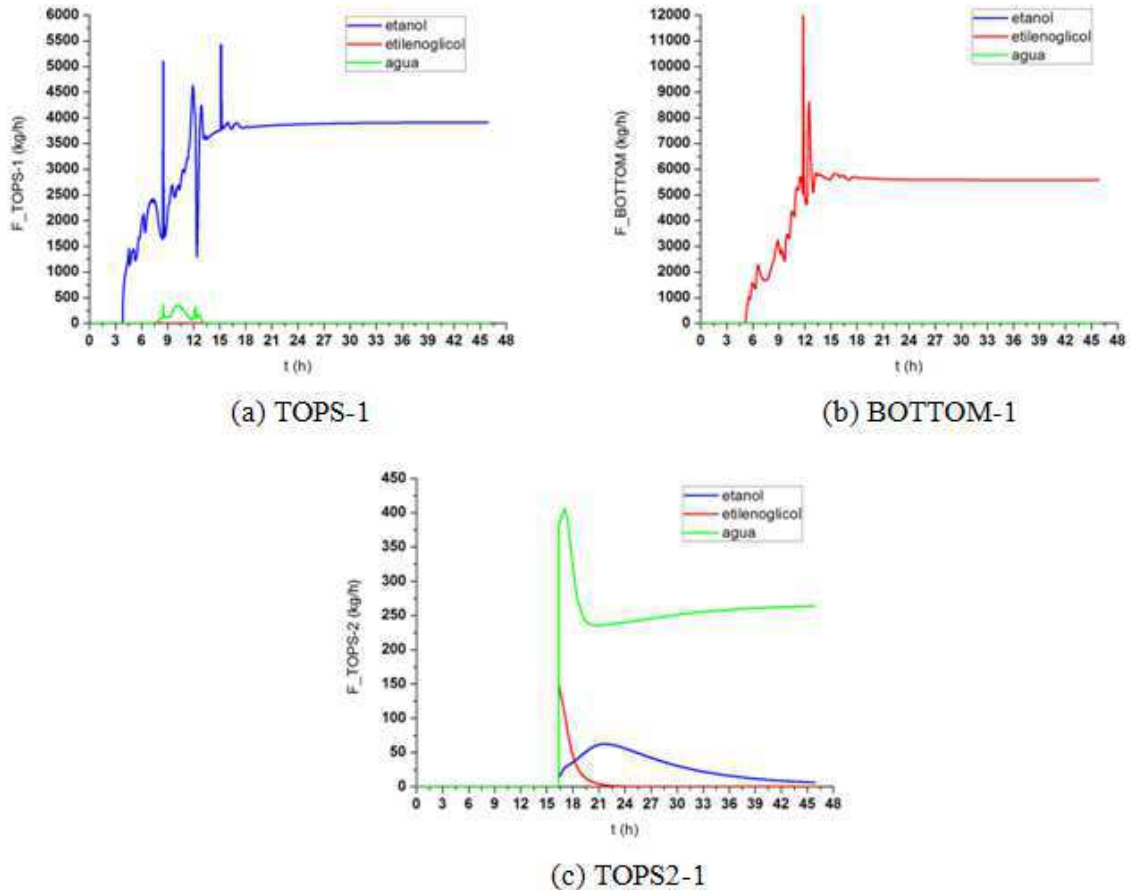 6000
5500
5000
4500
4000
3500
3000
2500
2000
1500
1000
500
0
F_TOPS-1 (kg/h)
etanol
etilenoglicol
agua
0 3 6 9 12 15 18 21 24 27 30 33 36 39 42 45 48
t (h)
(a) TOPS-1
12000
11000
10000
9000
8000
7000
6000
5000
4000
3000
2000
1000
0
F_BOTTOM (kg/h)
etanol
etilenoglicol
agua
0 3 6 9 12 15 18 21 24 27 30 33 36 39 42 45 48
t (h)
(b) BOTTOM-1
450
400
350
300
250
200
150
100
50
0
F_TOPS-2 (kg/h)
etanol
etilenoglicol
agua
0 3 6 9 12 15 18 21 24 27 30 33 36 39 42 45 48
t (h)
(c) TOPS2-1